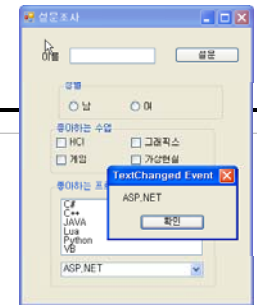 설문조사
이름
설문
성별
남 여
좋아하는 수업
HCI 그래픽스
게임 가상현실
좋아하는 프
C#
C++
JAVA
Lua
Python
VB
ASP.NET
TextChanged Event
ASP.NET
확인